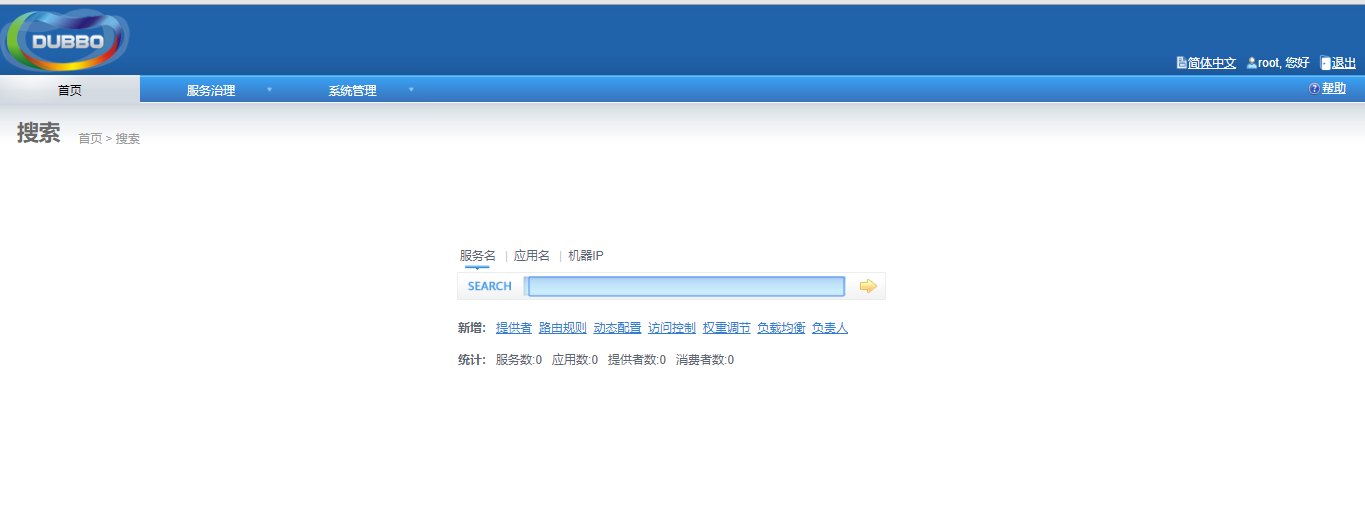 DUBBO
简体中文 root, 您好 退出
首页 服务治理 系统管理 帮助
搜索 首页 > 搜索
服务名 | 应用名 | 机器IP
SEARCH
新增: 提供者 路由规则 动态配置 访问控制 权重调节 负载均衡 负责人
统计: 服务数:0 应用数:0 提供者数:0 消费者数:0